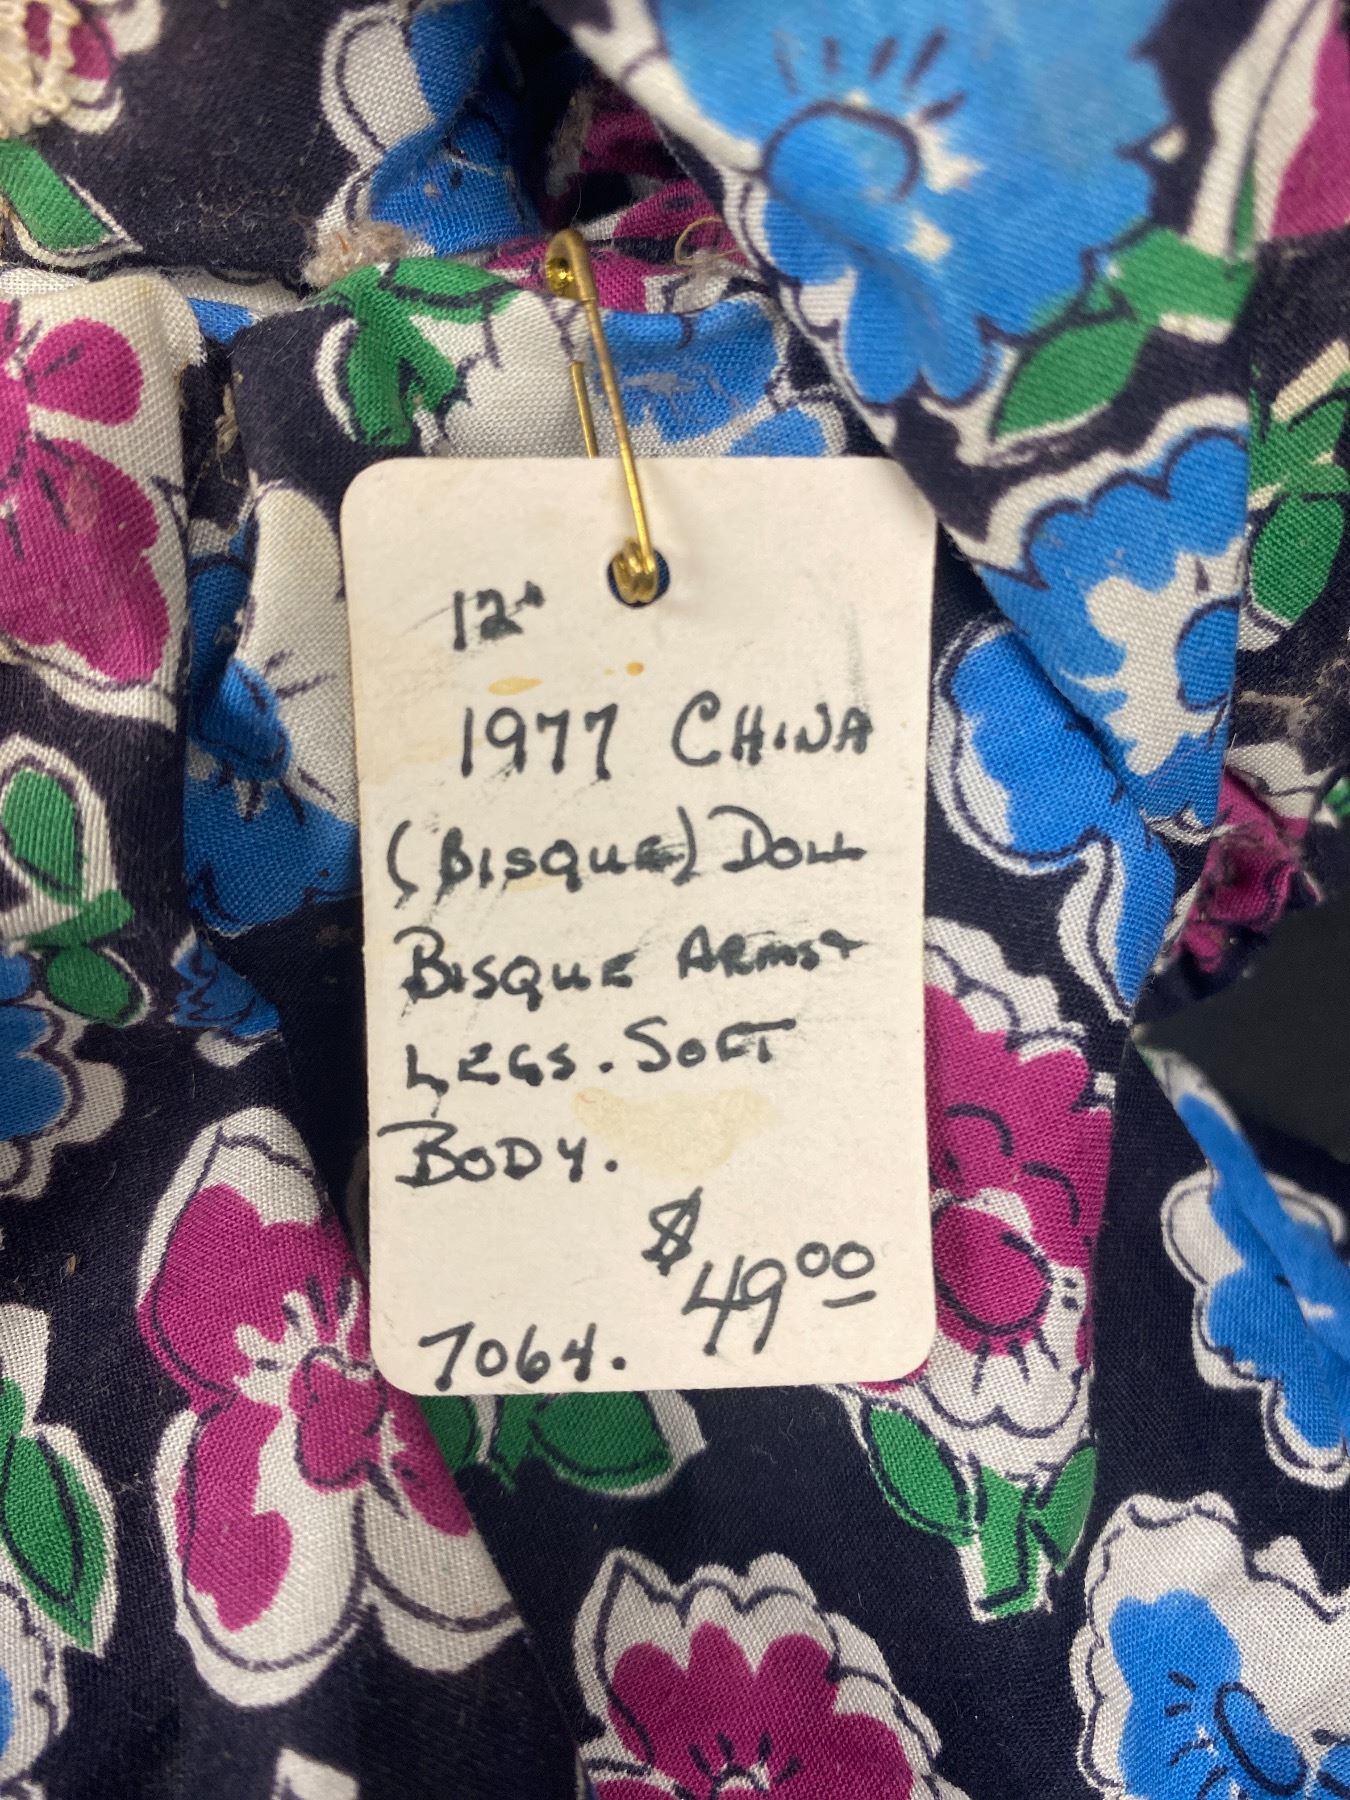 12"
1977 CHINA
(BISQUE) DOLL
BISQUE ARMS+
LEGS. SOFT
BODY.
$49.00
7064.